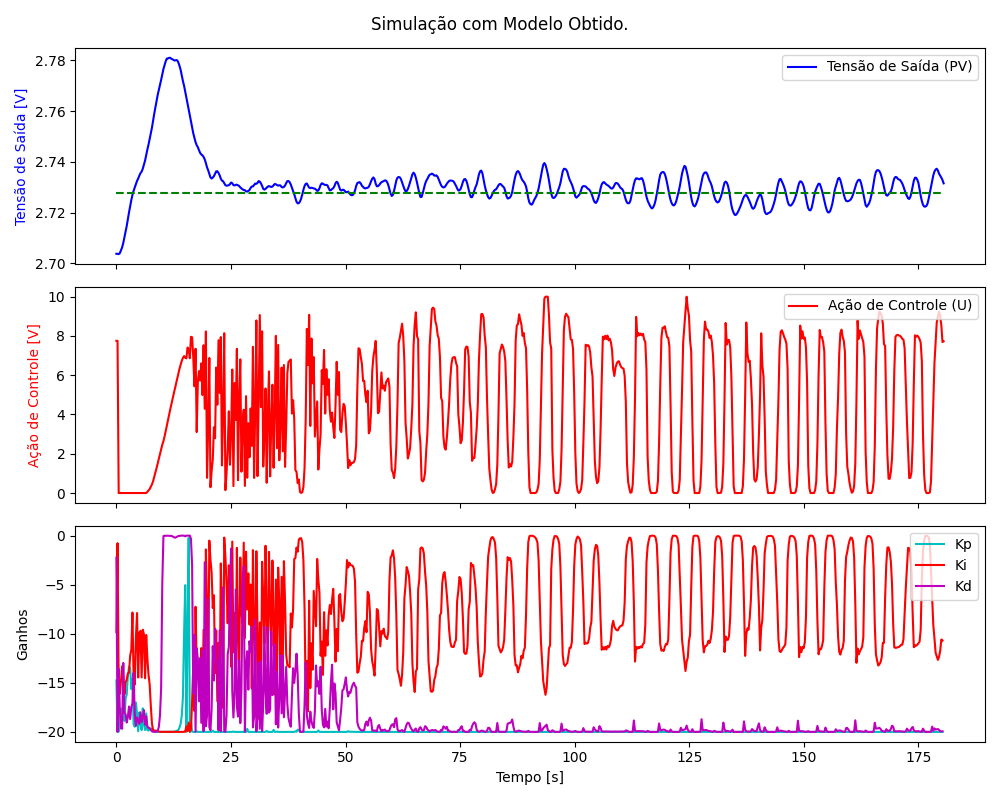 Simulação com Modelo Obtido.
Tensão de Saída [V]
2.78
2.76
2.74
2.72
2.70
Tensão de Saída (PV)
Ação de Controle [V]
10
8
6
4
2
0
Ação de Controle (U)
Ganhos
0
−5
−10
−15
−20
Kp
Ki
Kd
0 25 50 75 100 125 150 175
Tempo [s]